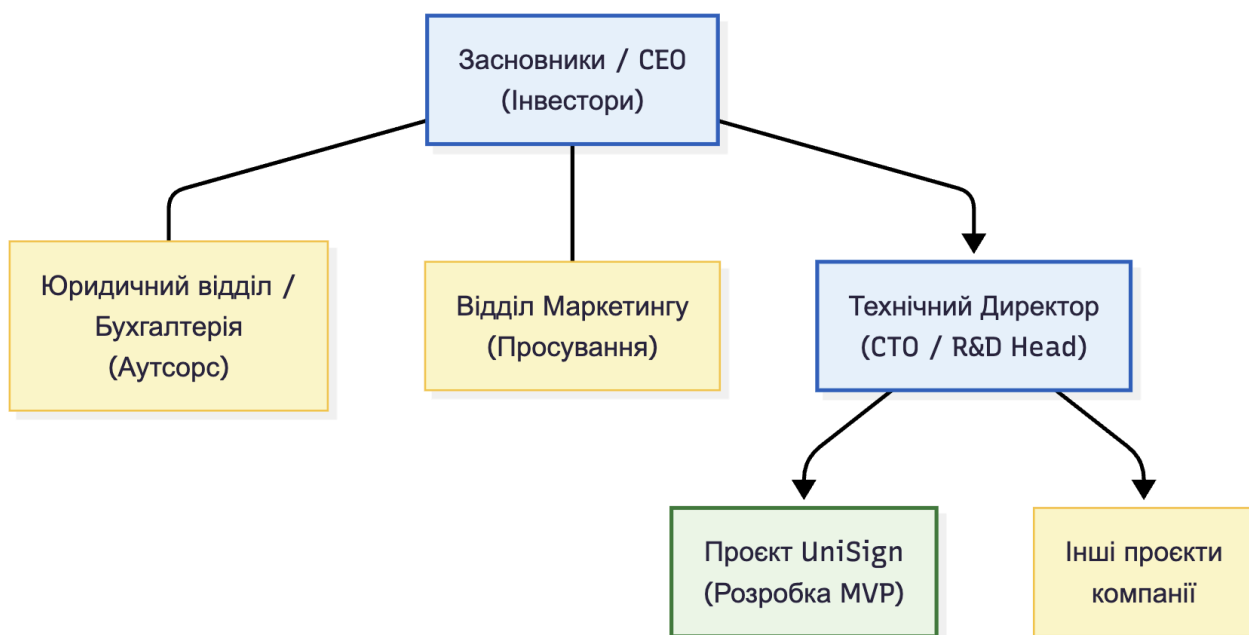 Засновники / CEO
(Інвестори)
Юридичний відділ /
Бухгалтерія
(Аутсорс)
Відділ Маркетингу
(Просування)
Технічний Директор
(CTO / R&D Head)
Проєкт UniSign
(Розробка MVP)
Інші проєкти
компанії